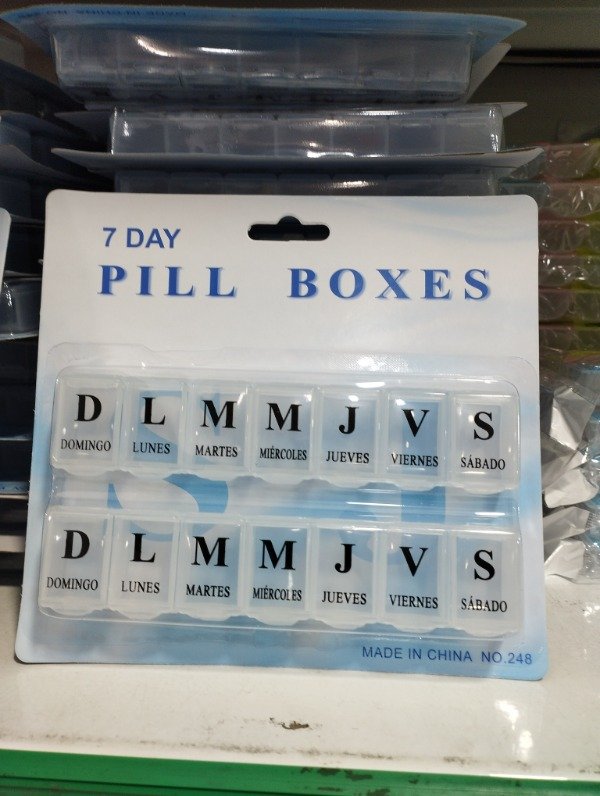 7 DAY
PILL BOXES
D L M M J V S
DOMINGO LUNES MARTES MIÉRCOLES JUEVES VIERNES SÁBADO
D L M M J V S
DOMINGO LUNES MARTES MIÉRCOLES JUEVES VIERNES SÁBADO
MADE IN CHINA NO.248